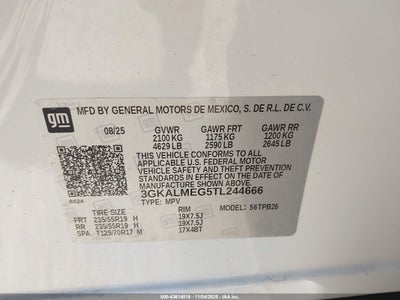 gm
MFD BY GENERAL MOTORS DE MEXICO, S. DE R.L. DE C.V.
08/25 GVWR GAWR FRT GAWR RR
2100 KG 1175 KG 1200 KG
4629 LB 2590 LB 2645 LB
THIS VEHICLE CONFORMS TO ALL APPLICABLE
U.S. FEDERAL MOTOR
VEHICLE SAFETY AND THEFT PREVENTION
STANDARDS IN EFFECT ON THE DATE OF
MANUFACTURE SHOWN ABOVE.
3GKALMEG5TL244666
TYPE: MPV MODEL: 56TPB26
TIRE SIZE RIM
FRT 235/55R19 H 19X7.5J
RR 235/55R19 H 19X7.5J
SPA T125/70R17 M 17X4BT
500-43614016 - 11/04/2025 - IAAI.COM